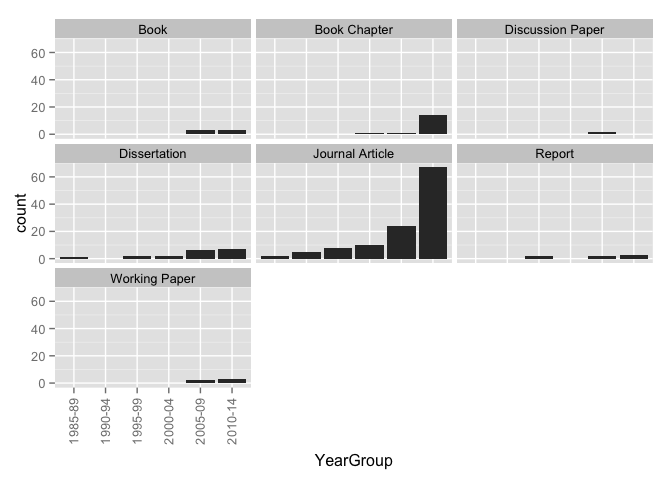 Book Book Chapter Discussion Paper
60
40
20
0
Dissertation Journal Article Report
60
40
20
0
count
Working Paper
60
40
20
0
1985-89 1990-94 1995-99 2000-04 2005-09 2010-14
YearGroup